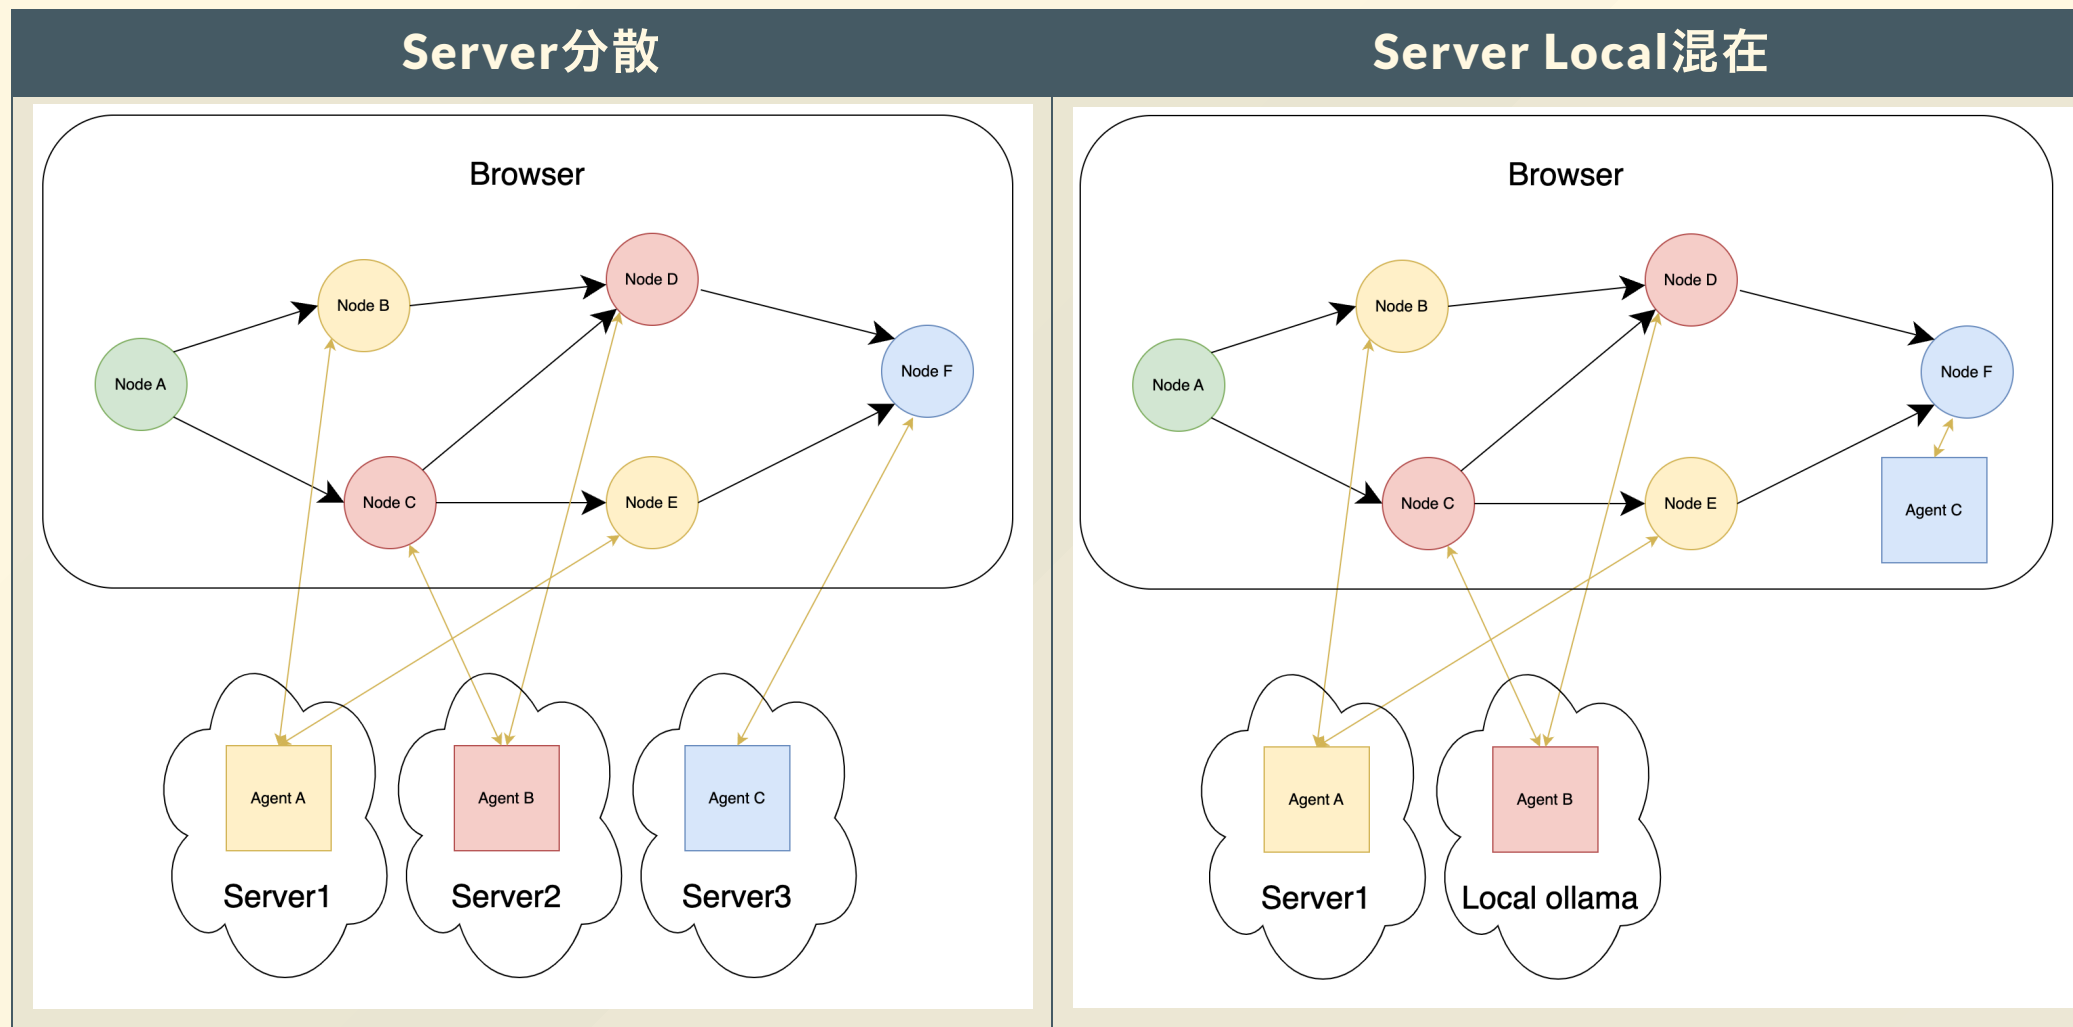 Server分散
Browser
Node A
Node B
Node C
Node D
Node E
Node F
Agent A
Agent B
Agent C
Server1
Server2
Server3
Server Local混在
Browser
Node A
Node B
Node C
Node D
Node E
Node F
Agent C
Agent A
Agent B
Server1
Local ollama